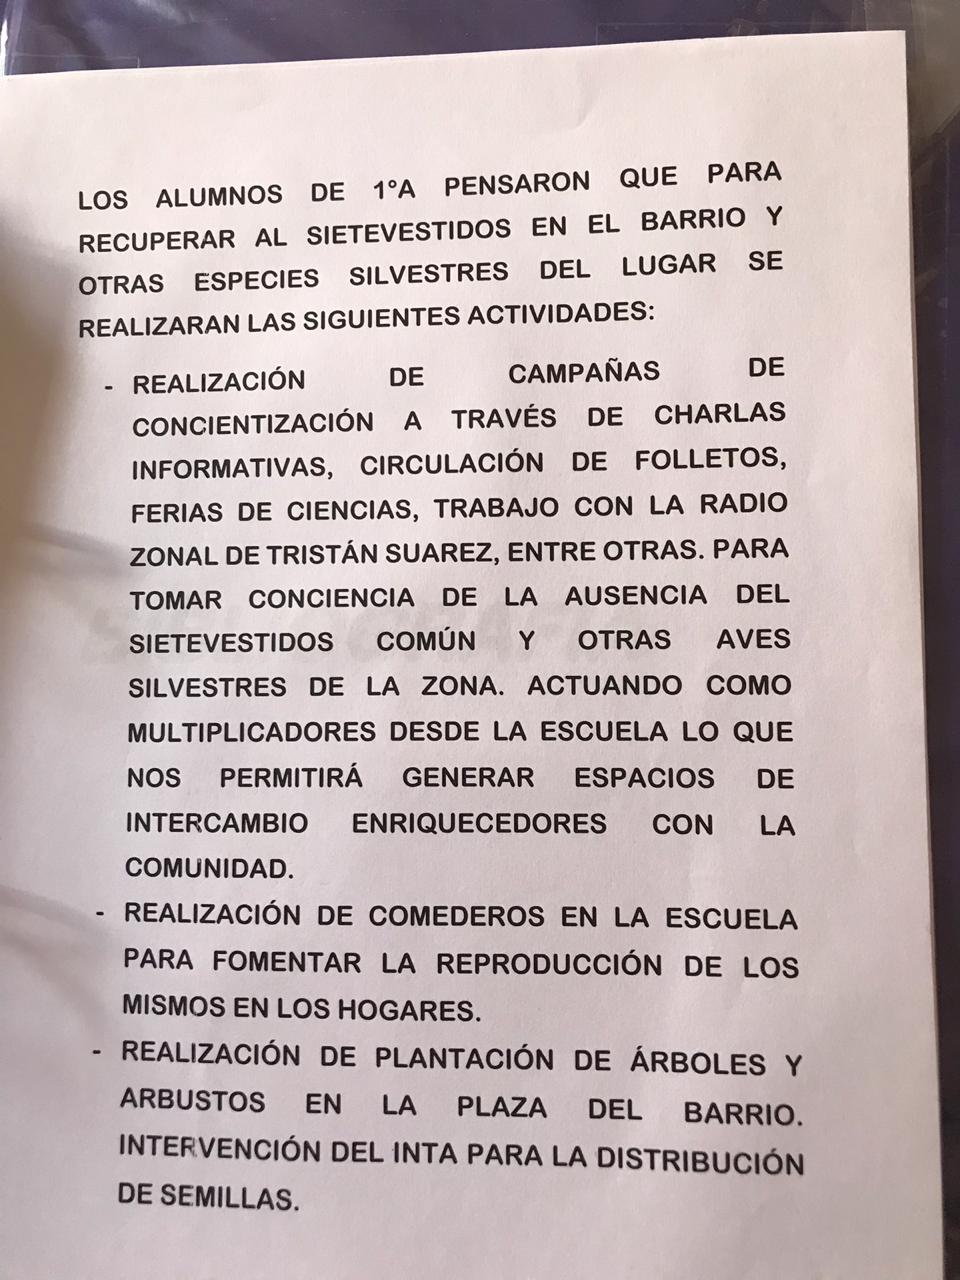 LOS ALUMNOS DE 1°A PENSARON QUE PARA
RECUPERAR AL SIETEVESTIDOS EN EL BARRIO Y
OTRAS ESPECIES SILVESTRES DEL LUGAR SE
REALIZARAN LAS SIGUIENTES ACTIVIDADES:
- REALIZACIÓN DE CAMPAÑAS DE
CONCIENTIZACIÓN A TRAVÉS DE CHARLAS
INFORMATIVAS, CIRCULACIÓN DE FOLLETOS,
FERIAS DE CIENCIAS, TRABAJO CON LA RADIO
ZONAL DE TRISTÁN SUAREZ, ENTRE OTRAS. PARA
TOMAR CONCIENCIA DE LA AUSENCIA DEL
SIETEVESTIDOS COMÚN Y OTRAS AVES
SILVESTRES DE LA ZONA. ACTUANDO COMO
MULTIPLICADORES DESDE LA ESCUELA LO QUE
NOS PERMITIRÁ GENERAR ESPACIOS DE
INTERCAMBIO ENRIQUECEDORES CON LA
COMUNIDAD.
- REALIZACIÓN DE COMEDEROS EN LA ESCUELA
PARA FOMENTAR LA REPRODUCCIÓN DE LOS
MISMOS EN LOS HOGARES.
- REALIZACIÓN DE PLANTACIÓN DE ÁRBOLES Y
ARBUSTOS EN LA PLAZA DEL BARRIO.
INTERVENCIÓN DEL INTA PARA LA DISTRIBUCIÓN
DE SEMILLAS.